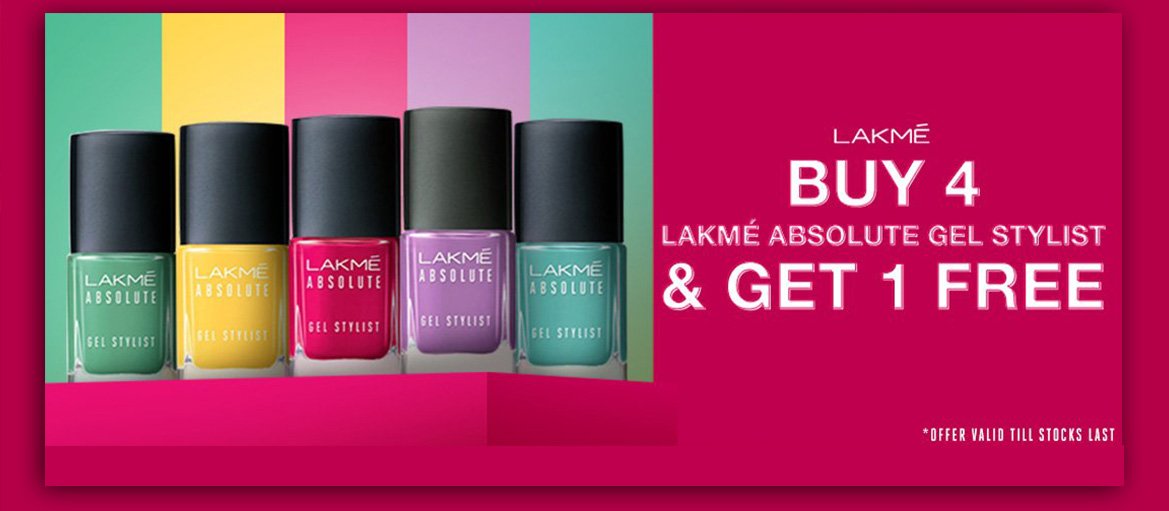 LAKMÉ
ABSOLUTE
GEL STYLIST
LAKMÉ
ABSOLUTE
GEL STYLIST
LAKMÉ
ABSOLUTE
GEL STYLIST
LAKMÉ
ABSOLUTE
GEL STYLIST
LAKMÉ
ABSOLUTE
GEL STYLIST
LAKMÉ
BUY 4
LAKMÉ ABSOLUTE GEL STYLIST
& GET 1 FREE
*OFFER VALID TILL STOCKS LAST